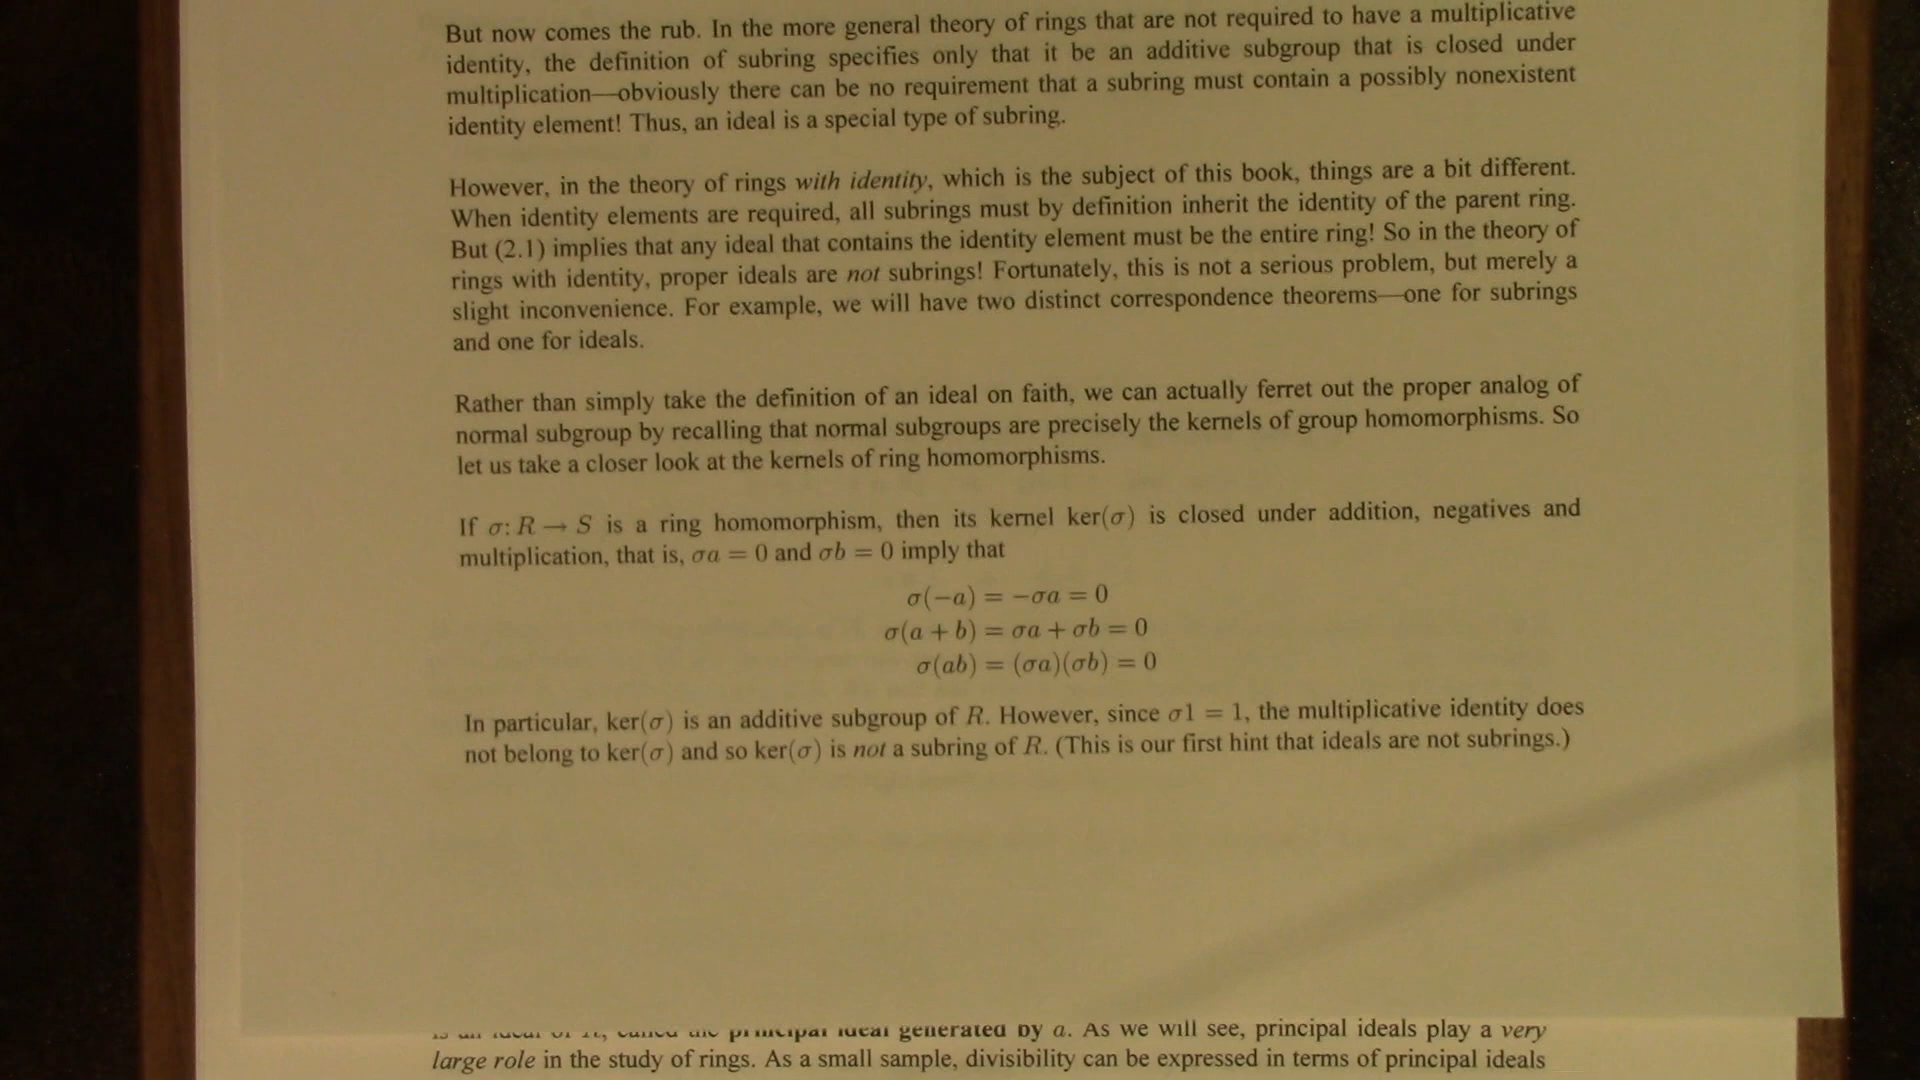 But now comes the rub. In the more general theory of rings that are not required to have a multiplicative
identity, the definition of subring specifies only that it be an additive subgroup that is closed under
multiplication—obviously there can be no requirement that a subring must contain a possibly nonexistent
identity element! Thus, an ideal is a special type of subring.
However, in the theory of rings with identity, which is the subject of this book, things are a bit different.
When identity elements are required, all subrings must by definition inherit the identity of the parent ring.
But (2.1) implies that any ideal that contains the identity element must be the entire ring! So in the theory of
rings with identity, proper ideals are not subrings! Fortunately, this is not a serious problem, but merely a
slight inconvenience. For example, we will have two distinct correspondence theorems—one for subrings
and one for ideals.
Rather than simply take the definition of an ideal on faith, we can actually ferret out the proper analog of
normal subgroup by recalling that normal subgroups are precisely the kernels of group homomorphisms. So
let us take a closer look at the kernels of ring homomorphisms.
If σ: R → S is a ring homomorphism, then its kernel ker(σ) is closed under addition, negatives and
multiplication, that is, σa = 0 and σb = 0 imply that
σ(−a) = −σa = 0
σ(a + b) = σa + σb = 0
σ(ab) = (σa)(σb) = 0
In particular, ker(σ) is an additive subgroup of R. However, since σ1 = 1, the multiplicative identity does
not belong to ker(σ) and so ker(σ) is not a subring of R. (This is our first hint that ideals are not subrings.)
principal ideal generated by a. As we will see, principal ideals play a very
large role in the study of rings. As a small sample, divisibility can be expressed in terms of principal ideals